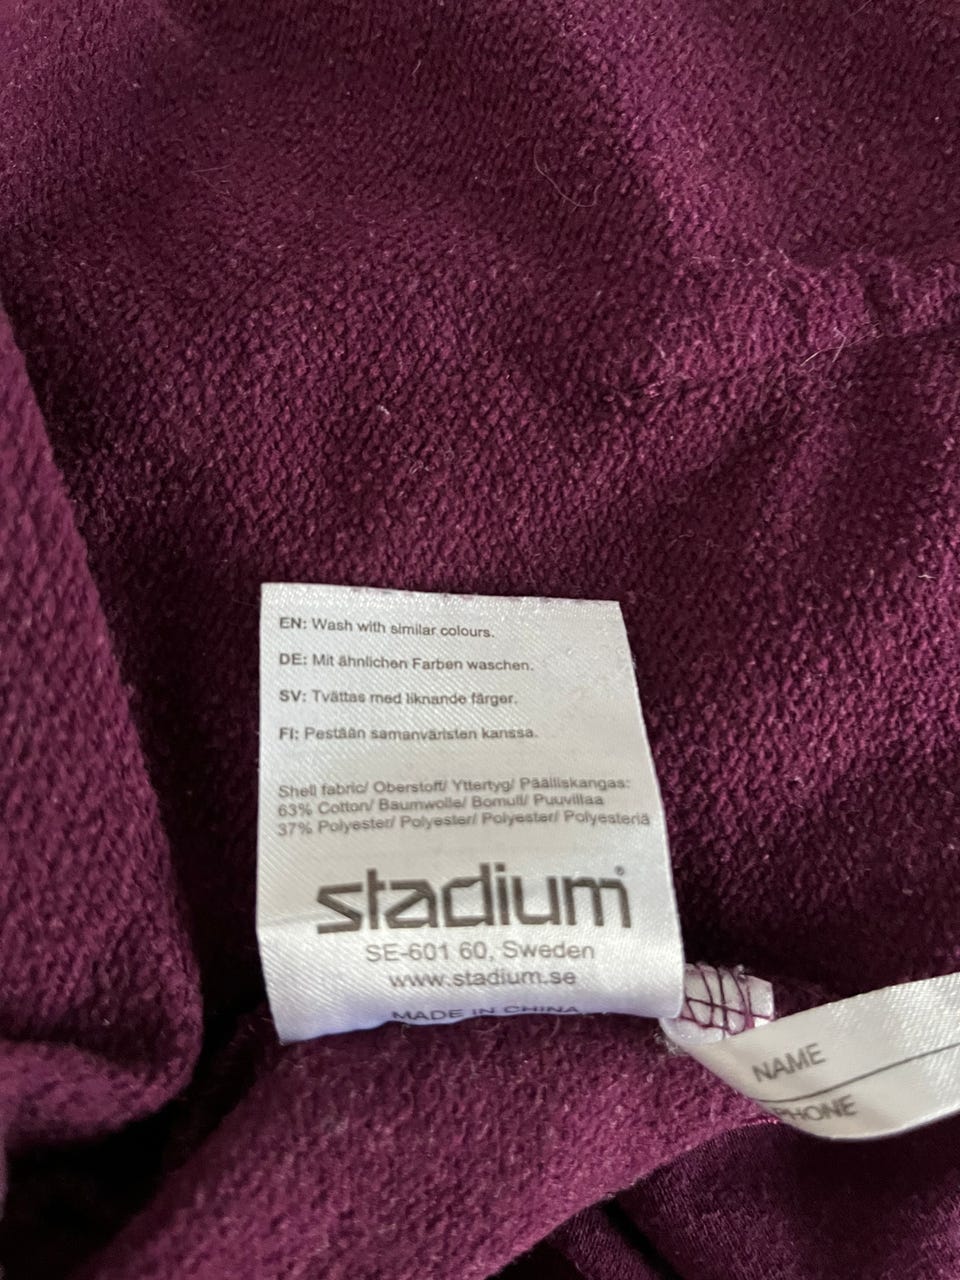 EN: Wash with similar colours.
DE: Mit ähnlichen Farben waschen.
SV: Tvättas med liknande färger.
FI: Pestään samanväristen kanssa.
Shell fabric/ Oberstoff/ Yttertyg/ Päälliskangas:
63% Cotton/ Baumwolle/ Bomull/ Puuvillaa
37% Polyester/ Polyester/ Polyester/ Polyesteriä
stadium®
SE-601 60, Sweden
www.stadium.se
MADE IN CHINA
NAME
PHONE